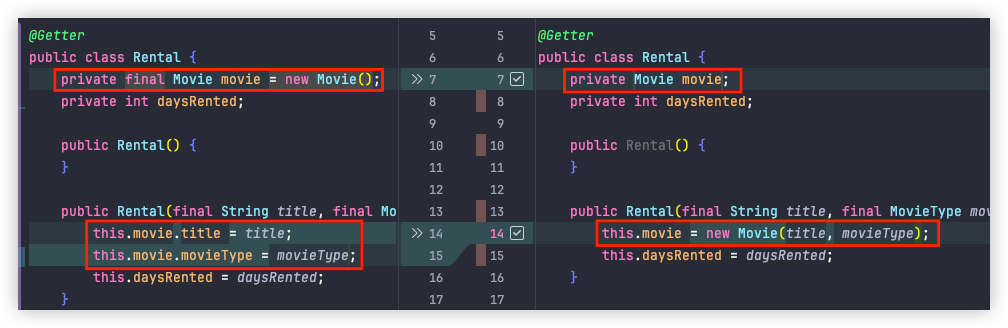 @Getter 5 5 @Getter
public class Rental { 6 6 public class Rental {
private final Movie movie = new Movie(); >> 7 7 private Movie movie;
private int daysRented; 8 8 private int daysRented;
9 9
public Rental() { 10 10 public Rental() {
} 11 11 }
12 12
public Rental(final String title, final Mo 13 13 public Rental(final String title, final MovieType mov
this.movie.title = title; >> 14 14 this.movie = new Movie(title, movieType);
this.movie.movieType = movieType; 15 15 this.daysRented = daysRented;
this.daysRented = daysRented; 16 16 }
} 17 17